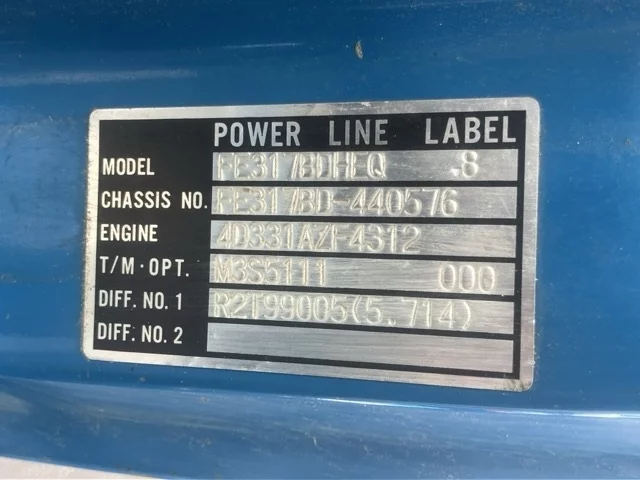 POWER LINE LABEL
MODEL FE317BDHEQ .8
CHASSIS NO. FE317BD-440576
ENGINE
T/M·OPT. M3S5111 000
DIFF. NO. 1 R2T99005(5.714)
DIFF. NO. 2